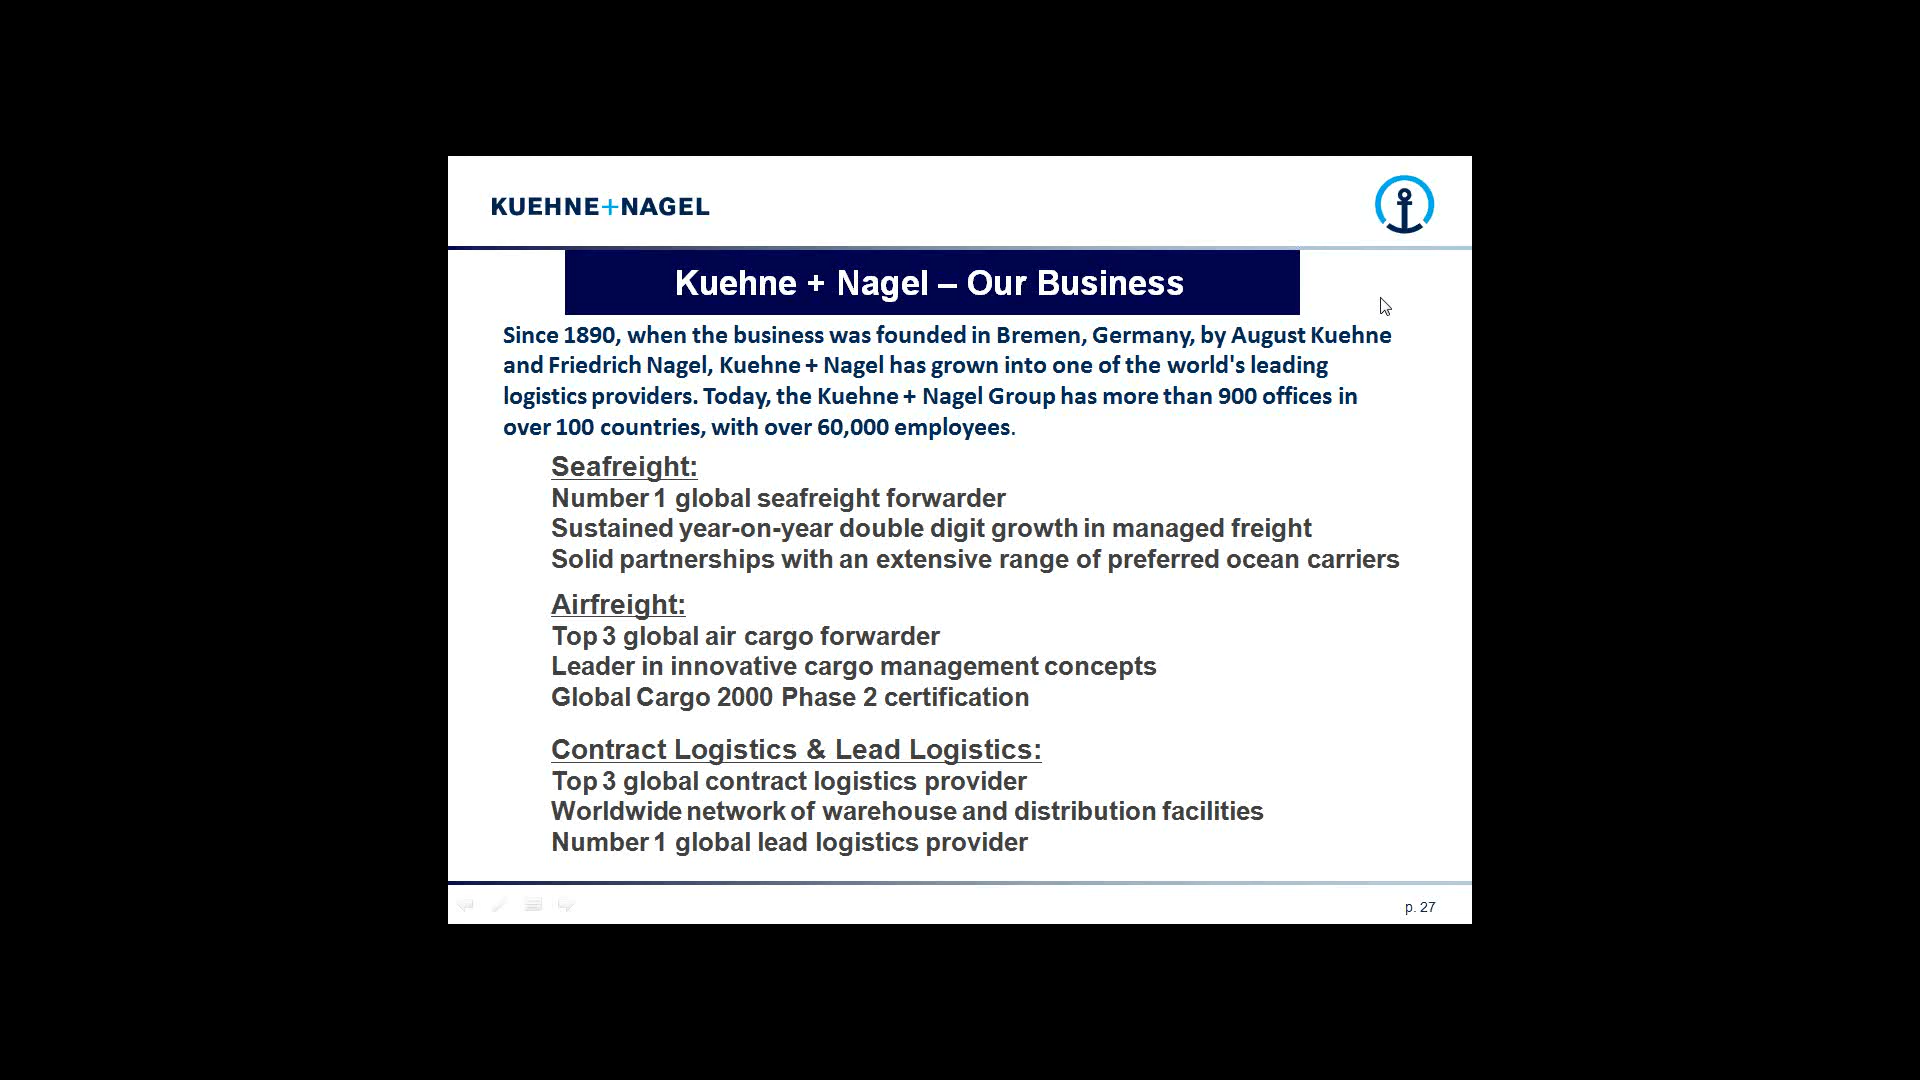 KUEHNE+NAGEL
Kuehne + Nagel – Our Business
Since 1890, when the business was founded in Bremen, Germany, by August Kuehne
and Friedrich Nagel, Kuehne + Nagel has grown into one of the world's leading
logistics providers. Today, the Kuehne + Nagel Group has more than 900 offices in
over 100 countries, with over 60,000 employees.
Seafreight:
Number 1 global seafreight forwarder
Sustained year-on-year double digit growth in managed freight
Solid partnerships with an extensive range of preferred ocean carriers
Airfreight:
Top 3 global air cargo forwarder
Leader in innovative cargo management concepts
Global Cargo 2000 Phase 2 certification
Contract Logistics & Lead Logistics:
Top 3 global contract logistics provider
Worldwide network of warehouse and distribution facilities
Number 1 global lead logistics provider
p. 27